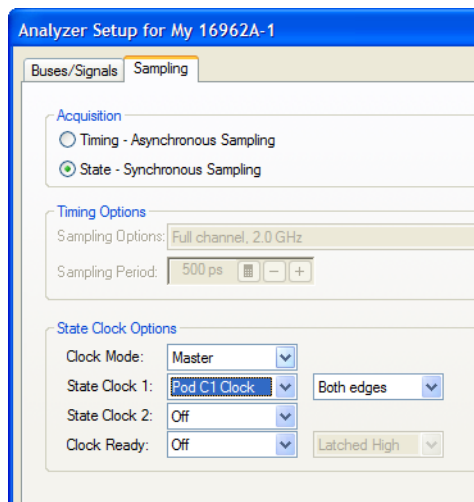 Analyzer Setup for My 16962A-1
Buses/Signals Sampling
Acquisition
Timing - Asynchronous Sampling
State - Synchronous Sampling
Timing Options
Sampling Options: Full channel, 2.0 GHz
Sampling Period: 500 ps - +
State Clock Options
Clock Mode: Master
State Clock 1: Pod C1 Clock Both edges
State Clock 2: Off
Clock Ready: Off Latched High